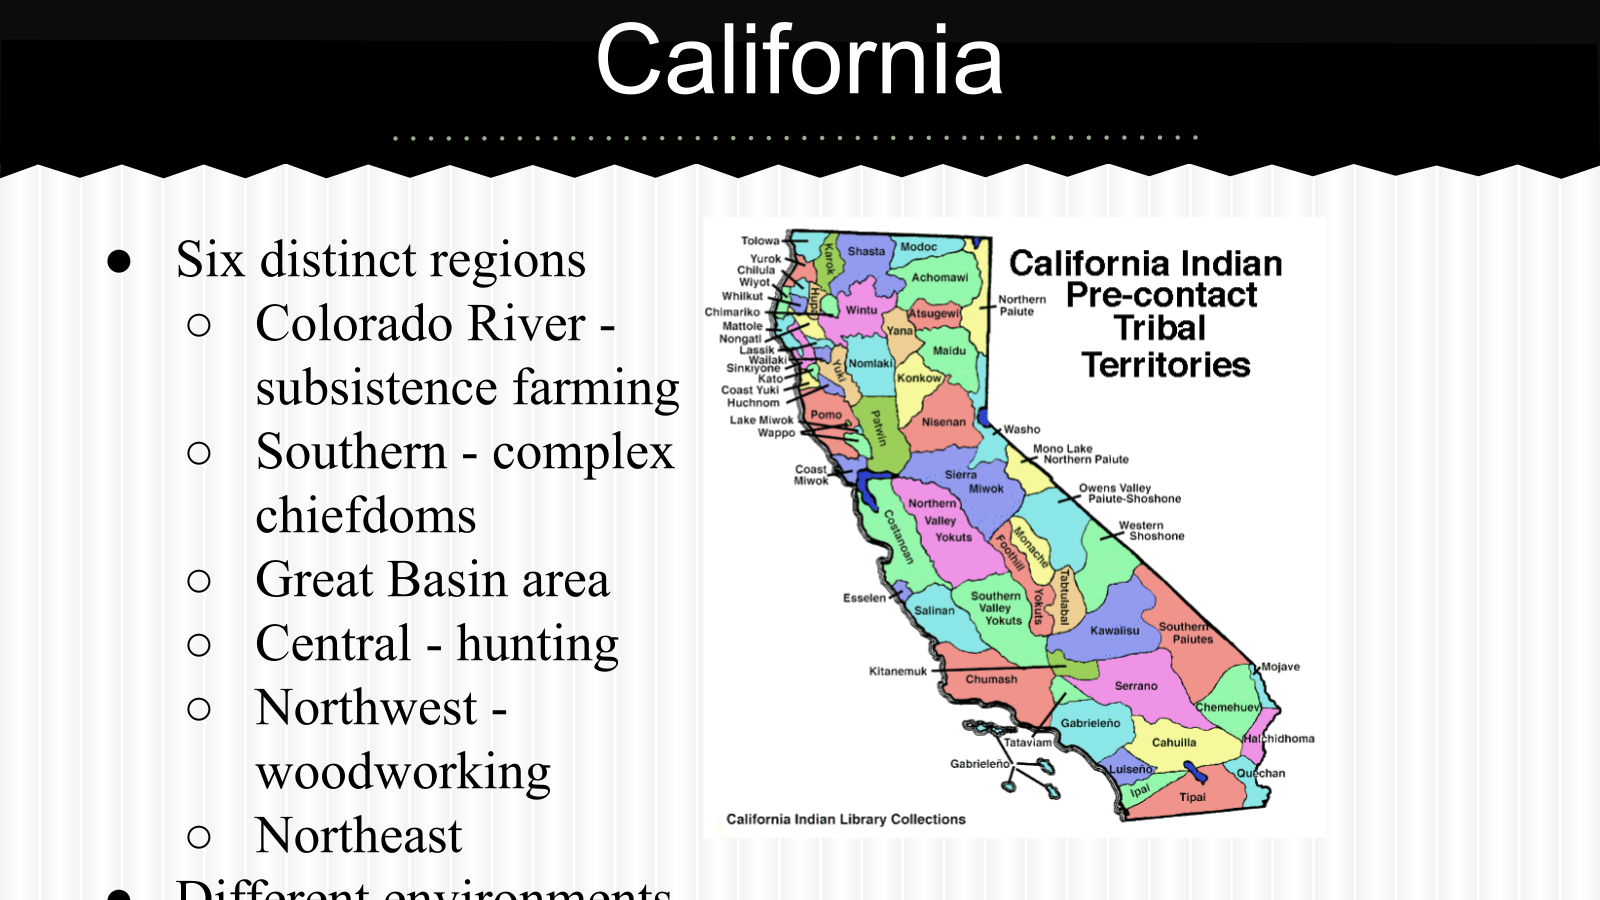 California
● Six distinct regions
○ Colorado River -
subsistence farming
○ Southern - complex
chiefdoms
○ Great Basin area
○ Central - hunting
○ Northwest -
woodworking
○ Northeast
● Different environments
California Indian
Pre-contact
Tribal
Territories
Tolowa
Yurok
Chilula
Wiyot
Whilkut
Chimariko
Mattole
Nongatl
Lassik
Wailaki
Sinkiyone
Kato
Coast Yuki
Huchnom
Lake Miwok
Wappo
Coast
Miwok
Karok
Shasta
Modoc
Achomawi
Hupa
Wintu
Atsugewi
Yana
Northern
Paiute
Maidu
Nomlaki
Yuki
Konkow
Pomo
Patwin
Nisenan
Washo
Mono Lake
Northern Paiute
Sierra
Miwok
Owens Valley
Paiute-Shoshone
Northern
Valley
Yokuts
Costanoan
Western
Shoshone
Monache
Foothill
Yokuts
Tabtulabal
Esselen
Salinan
Southern
Valley
Yokuts
Kawaiisu
Southern
Paiutes
Kitanemuk
Chumash
Serrano
Mojave
Chemehuevi
Gabrieleño
Tataviam
Cahuilla
Halchidhoma
Gabrieleño
Luiseño
Quechan
Ipai
Tipai
California Indian Library Collections